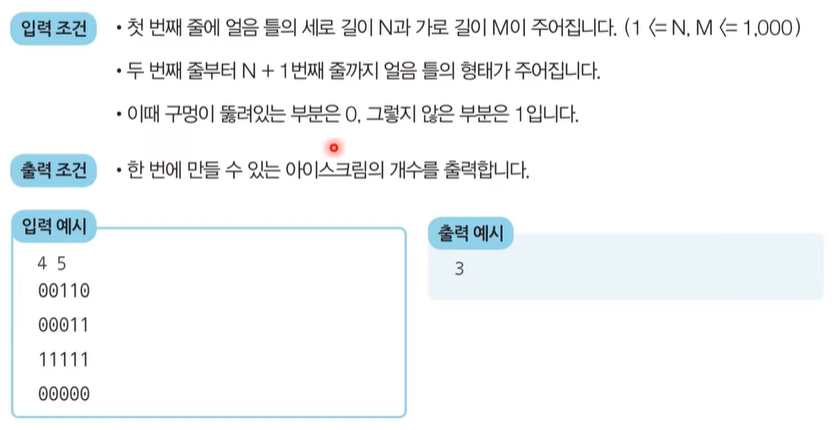 입력 조건 • 첫 번째 줄에 얼음 틀의 세로 길이 N과 가로 길이 M이 주어집니다. (1 <= N, M <= 1,000)
• 두 번째 줄부터 N + 1번째 줄까지 얼음 틀의 형태가 주어집니다.
• 이때 구멍이 뚫려있는 부분은 0, 그렇지 않은 부분은 1입니다.
출력 조건 • 한 번에 만들 수 있는 아이스크림의 개수를 출력합니다.
입력 예시
4 5
00110
00011
11111
00000
출력 예시
3